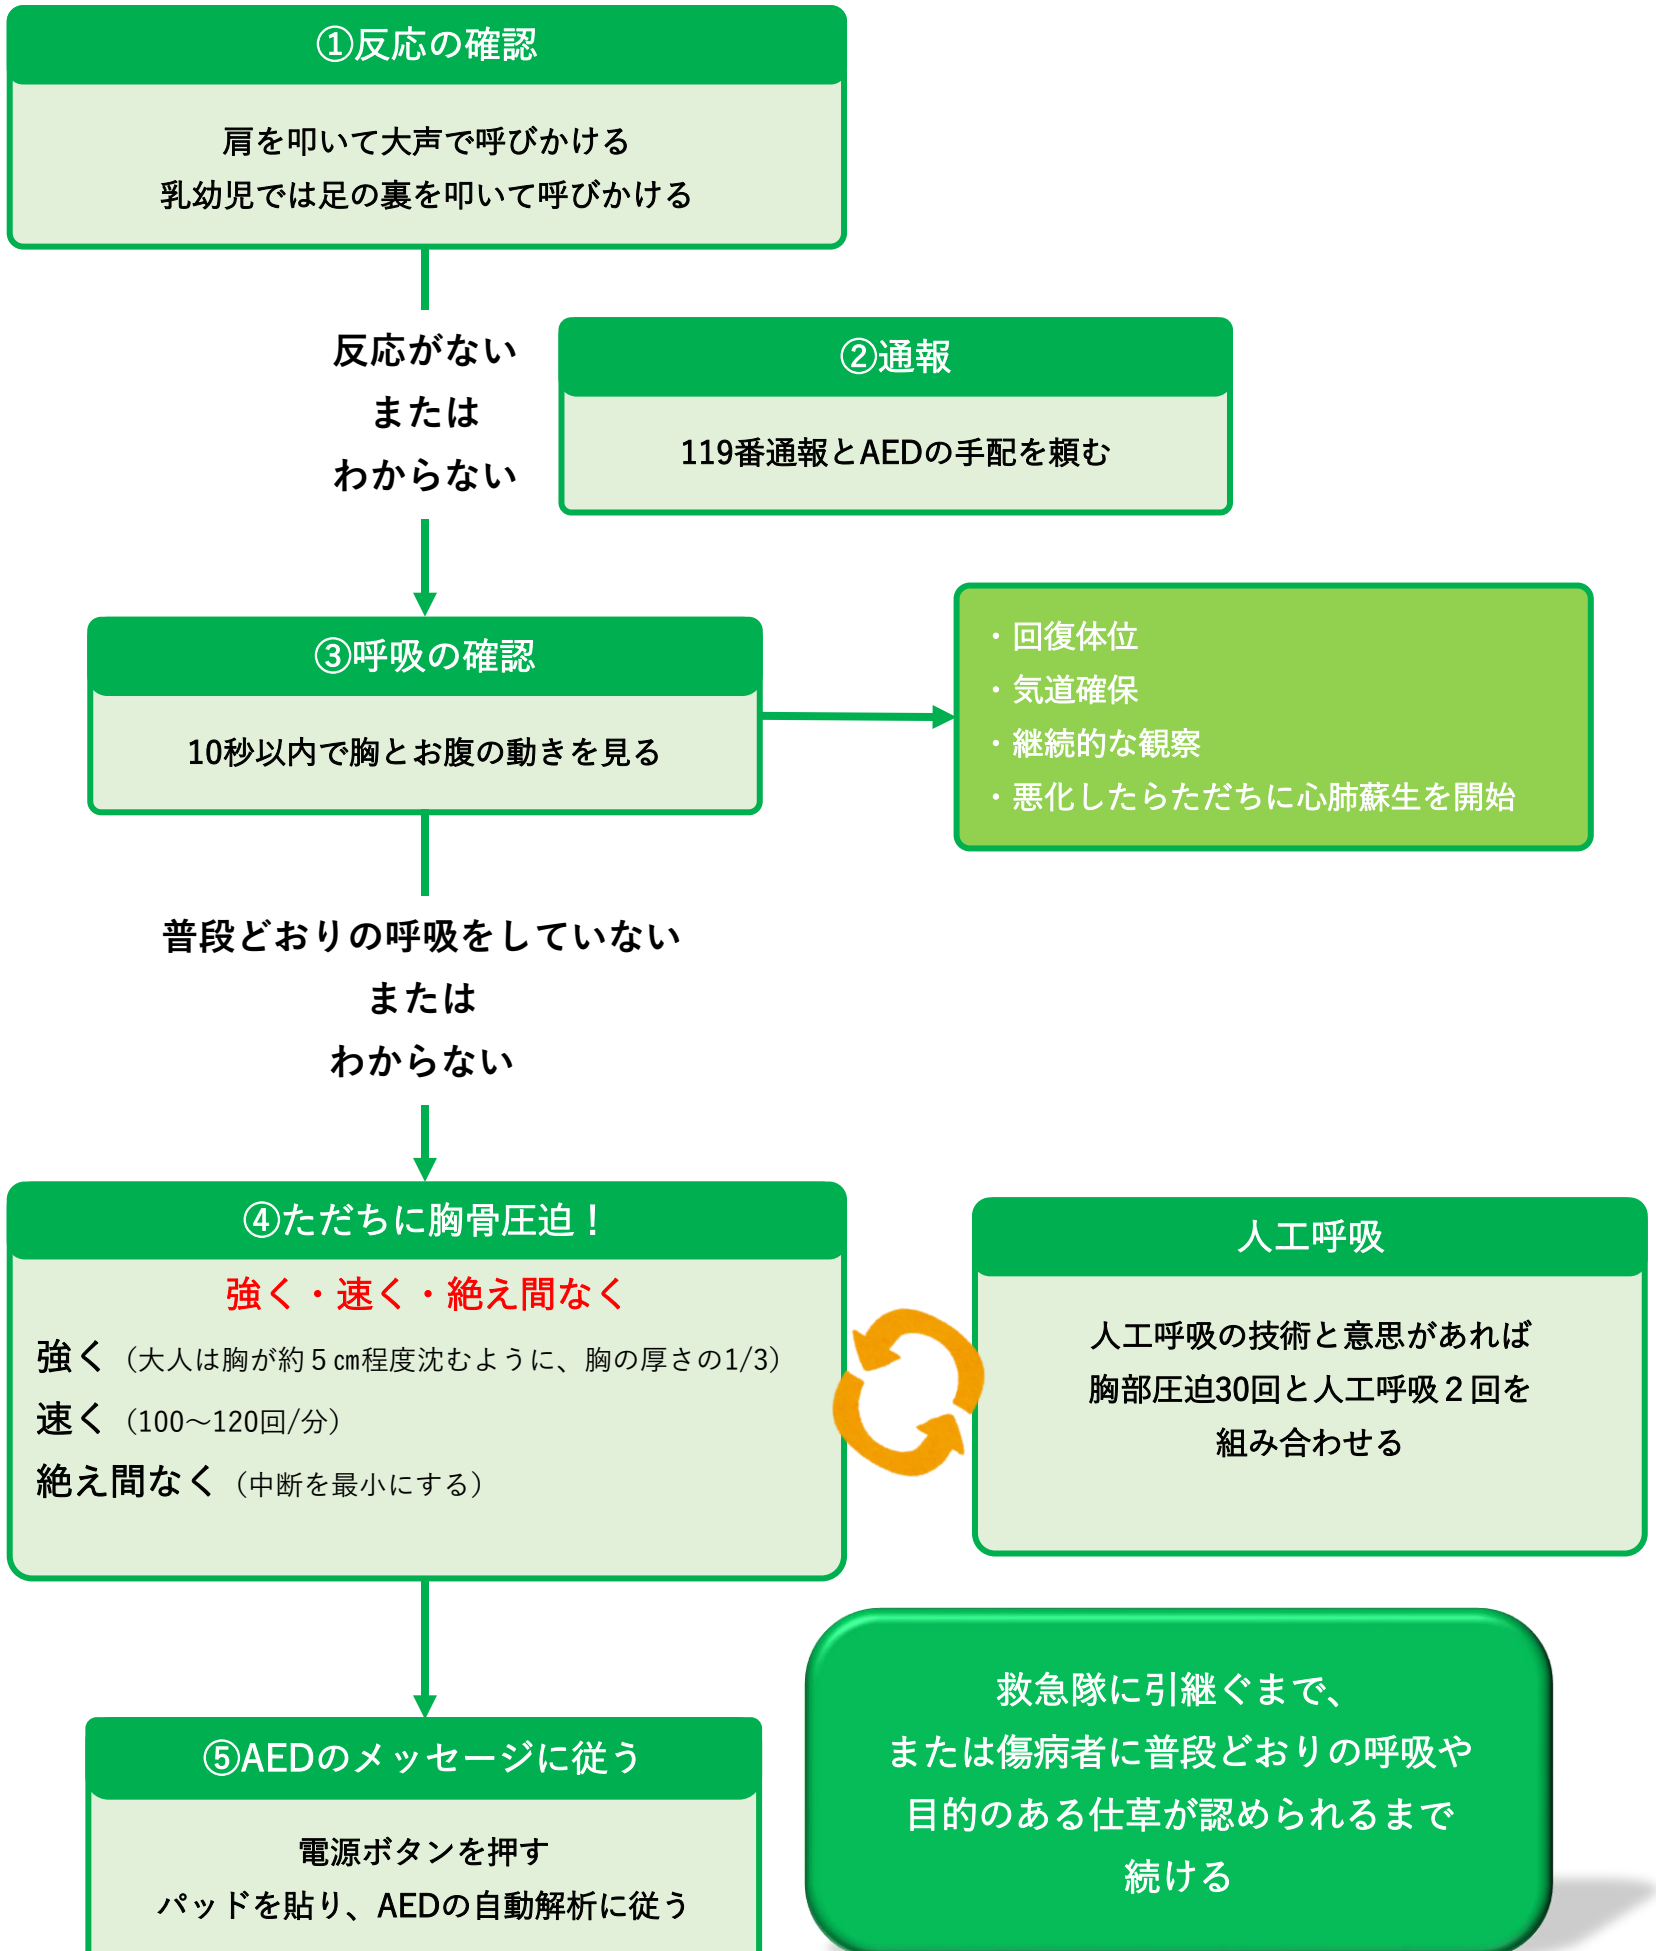 ①反応の確認
肩を叩いて大声で呼びかける
乳幼児では足の裏を叩いて呼びかける
反応がない
または
わからない
②通報
119番通報とAEDの手配を頼む
③呼吸の確認
10秒以内で胸とお腹の動きを見る
・回復体位
・気道確保
・継続的な観察
・悪化したらただちに心肺蘇生を開始
普段どおりの呼吸をしていない
または
わからない
④ただちに胸骨圧迫！
強く・速く・絶え間なく
強く（大人は胸が約５㎝程度沈むように、胸の厚さの1/3）
速く（100～120回/分）
絶え間なく（中断を最小にする）
人工呼吸
人工呼吸の技術と意思があれば
胸部圧迫30回と人工呼吸２回を
組み合わせる
⑤AEDのメッセージに従う
電源ボタンを押す
パッドを貼り、AEDの自動解析に従う
救急隊に引継ぐまで、
または傷病者に普段どおりの呼吸や
目的のある仕草が認められるまで
続ける